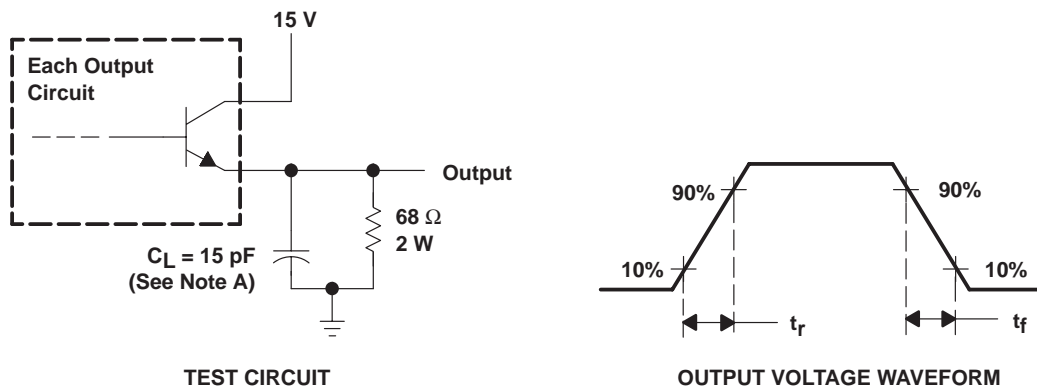 15 V
Each Output
Circuit
Output
68 Ω
2 W
CL = 15 pF
(See Note A)
TEST CIRCUIT
90%
90%
10%
10%
tr
tf
OUTPUT VOLTAGE WAVEFORM